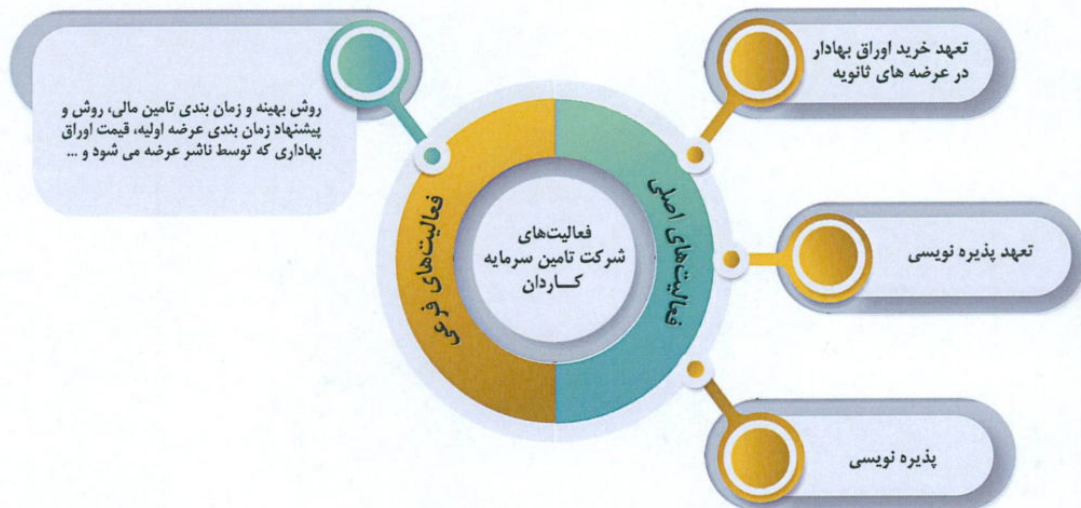 تعهد خرید اوراق بهادار
در عرضه های ثانویه
روش بهینه و زمان بندی تامین مالی، روش و
پیشنهاد زمان بندی عرضه اولیه، قیمت اوراق
بهاداری که توسط ناشر عرضه می شود و ...
فعالیت‌های اصلی
فعالیت‌های فرعی
فعالیت‌های
شرکت تامین سرمایه
کـــاردان
تعهد پذیره نویسی
پذیره نویسی